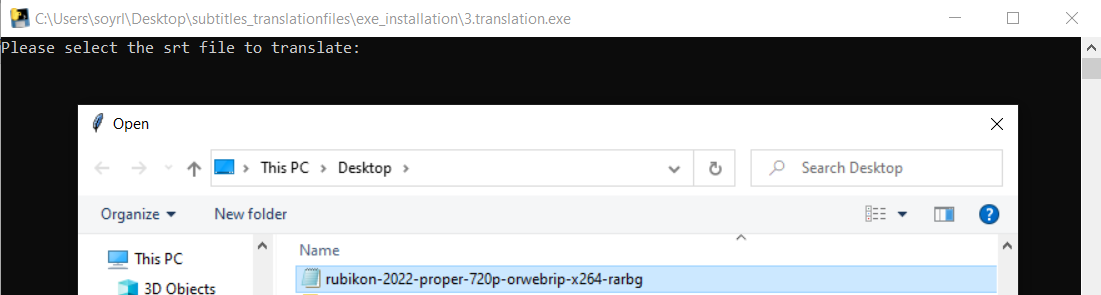 C:\Users\soyrl\Desktop\subtitles_translationfiles\exe_installation\3.translation.exe
Please select the srt file to translate:
Open
This PC > Desktop >
Search Desktop
Organize
New folder
?
This PC
Name
rubikon-2022-proper-720p-orwebrip-x264-rarbg
3D Objects